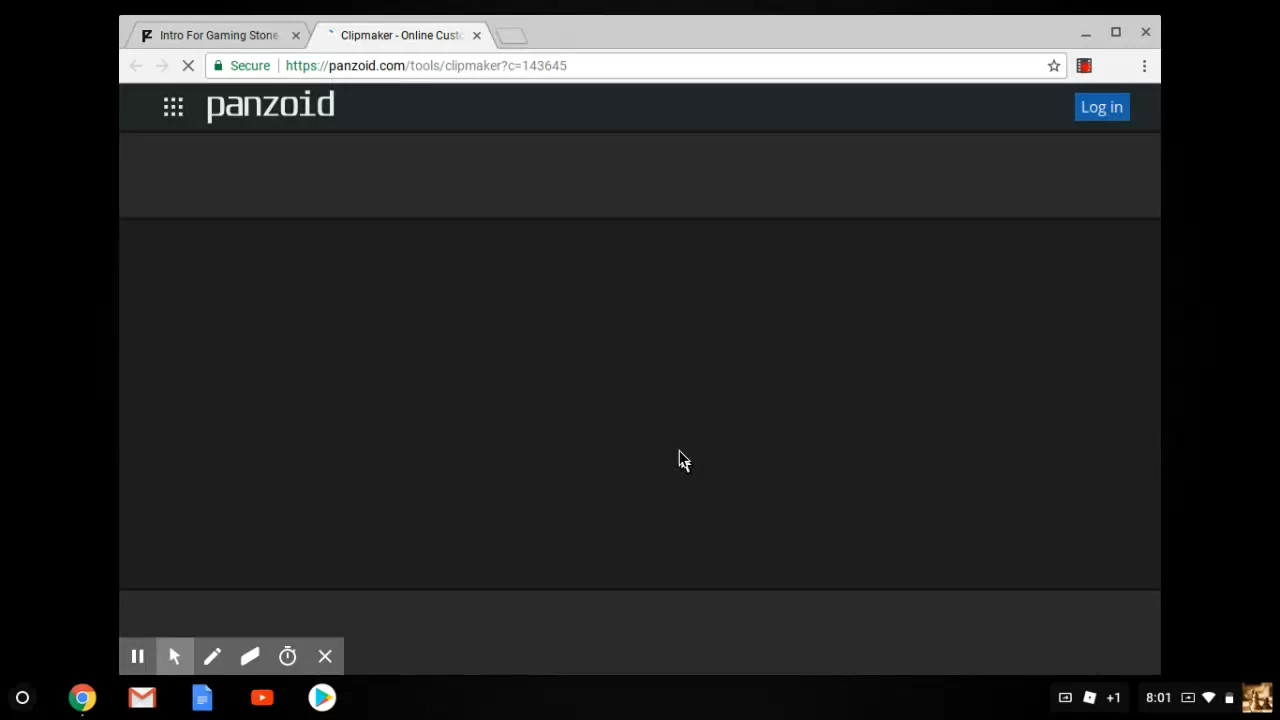 Intro For Gaming Stone
Clipmaker - Online Cust
Secure https://panzoid.com/tools/clipmaker?c=143645
panzoid
Log in
+1
8:01